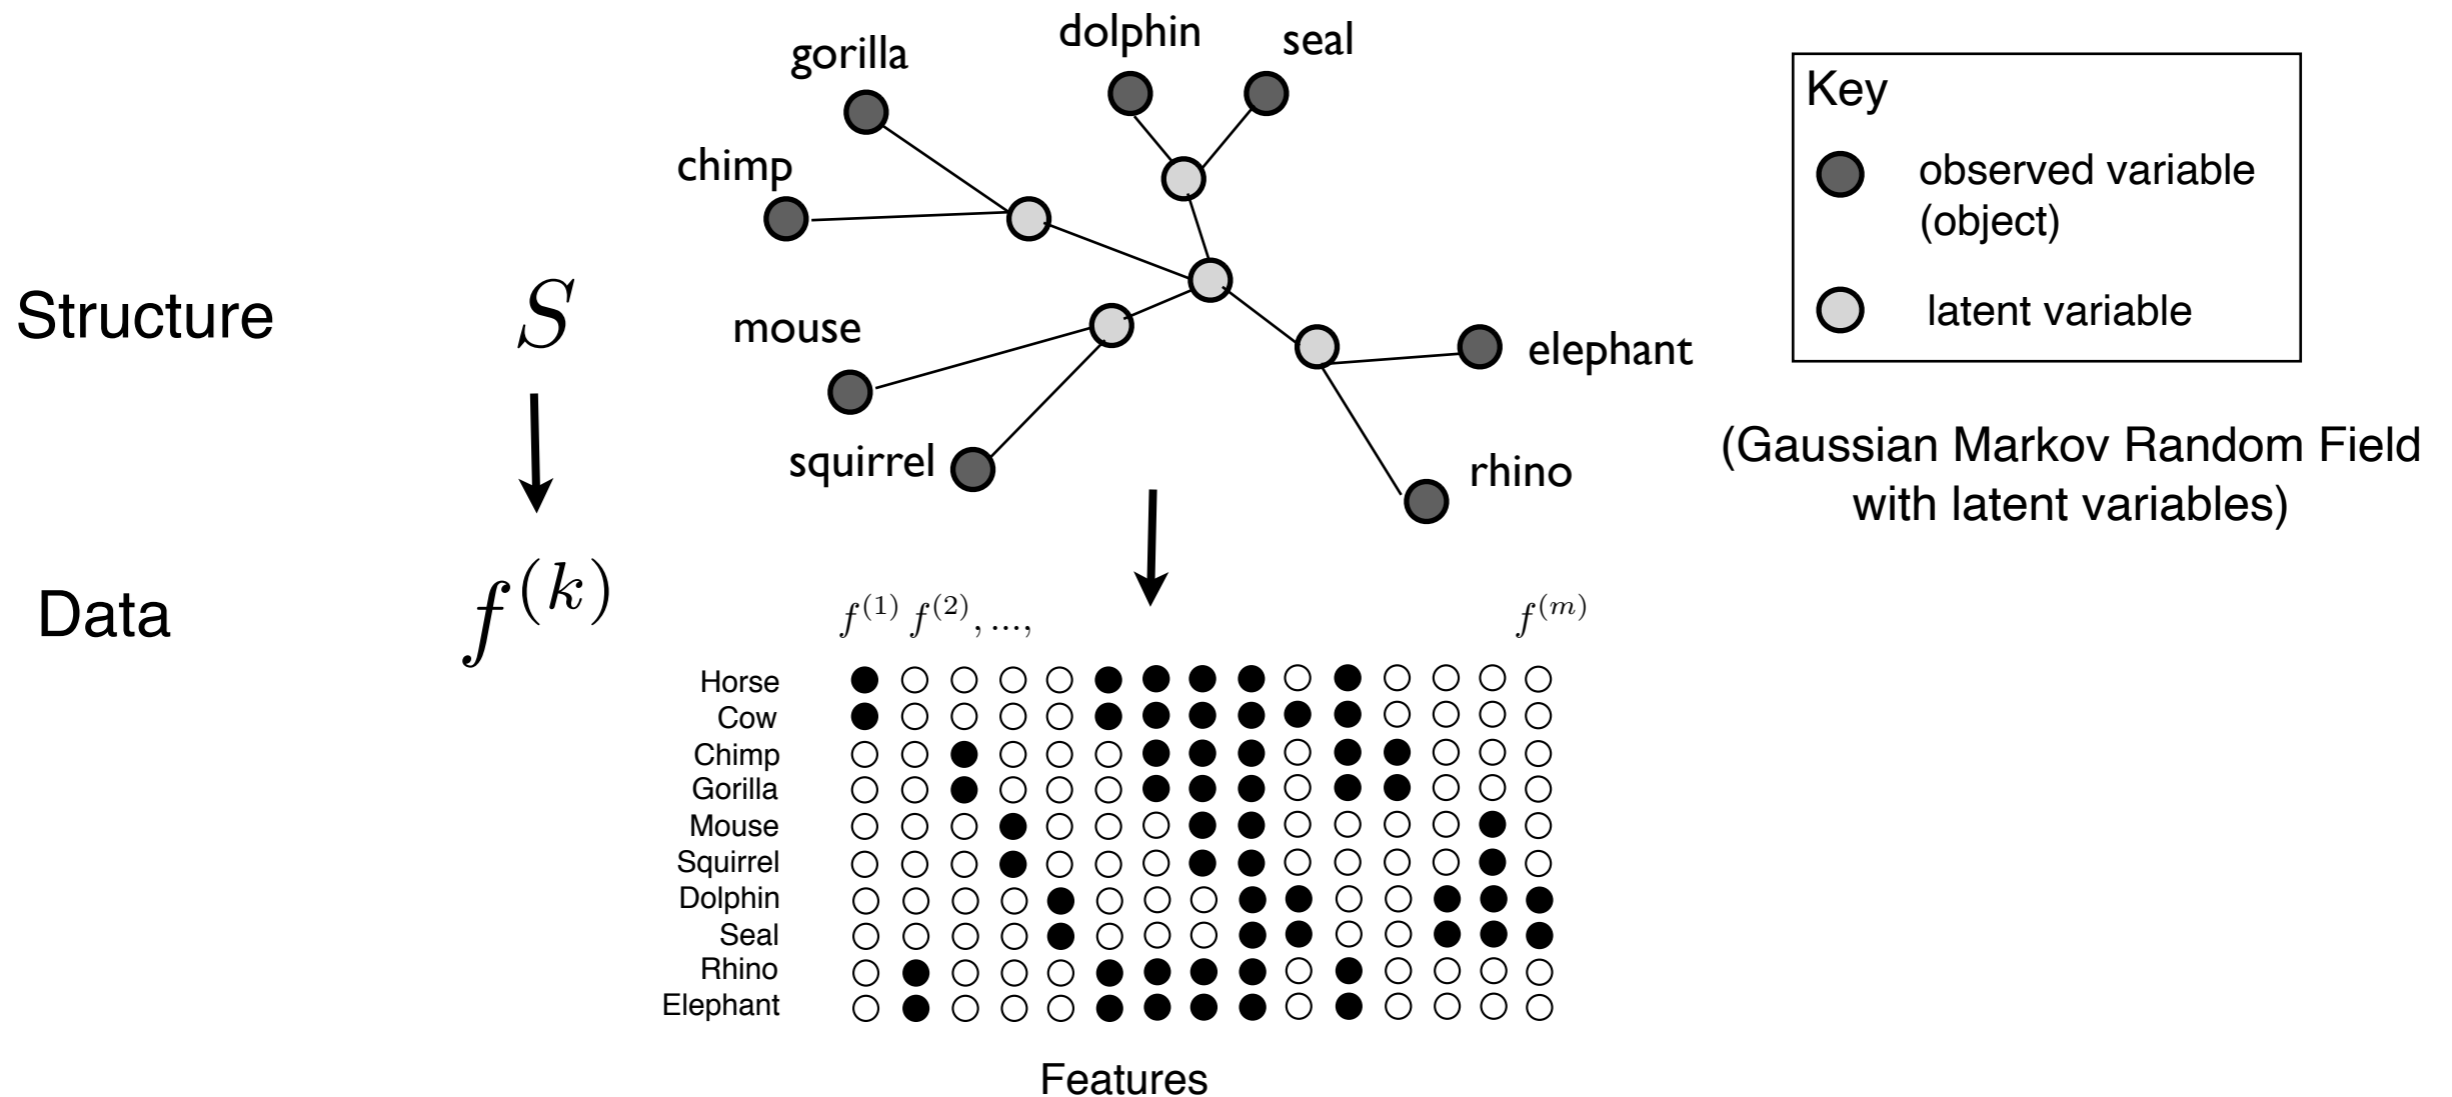 gorilla
dolphin
seal
chimp
mouse
squirrel
elephant
rhino
Key
observed variable
(object)
latent variable
(Gaussian Markov Random Field
with latent variables)
Structure
S
Data
f^{(k)}
f^{(1)} f^{(2)}, ..., f^{(m)}
Horse
Cow
Chimp
Gorilla
Mouse
Squirrel
Dolphin
Seal
Rhino
Elephant
Features